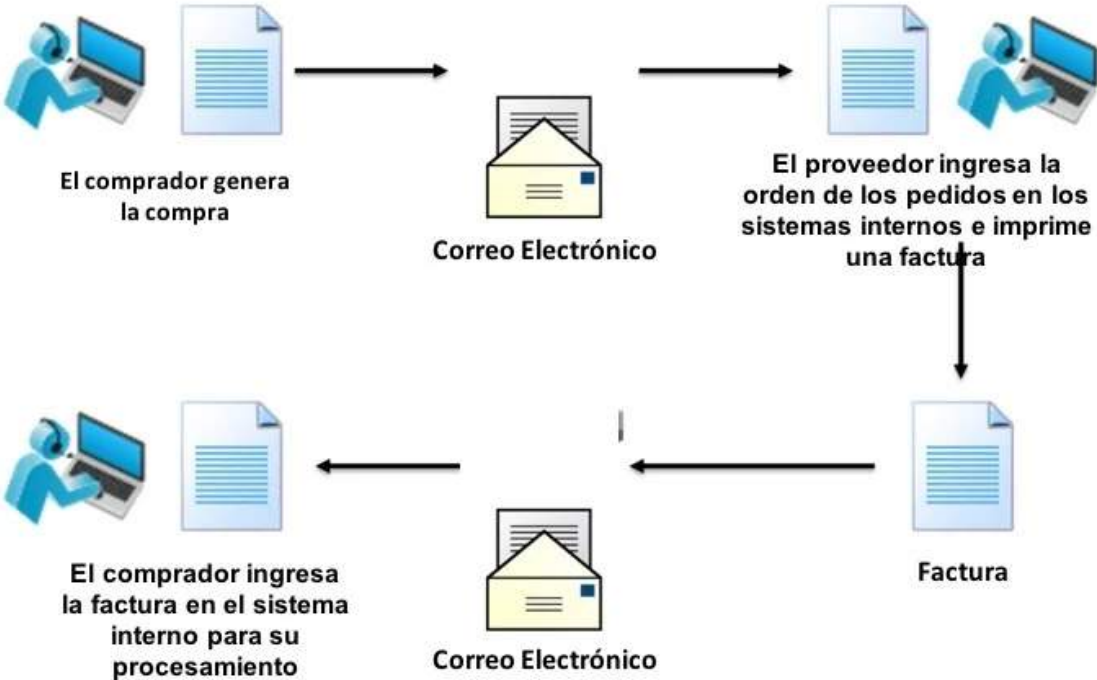 El comprador genera
la compra
Correo Electrónico
El proveedor ingresa la
orden de los pedidos en los
sistemas internos e imprime
una factura
Factura
Correo Electrónico
El comprador ingresa
la factura en el sistema
interno para su
procesamiento